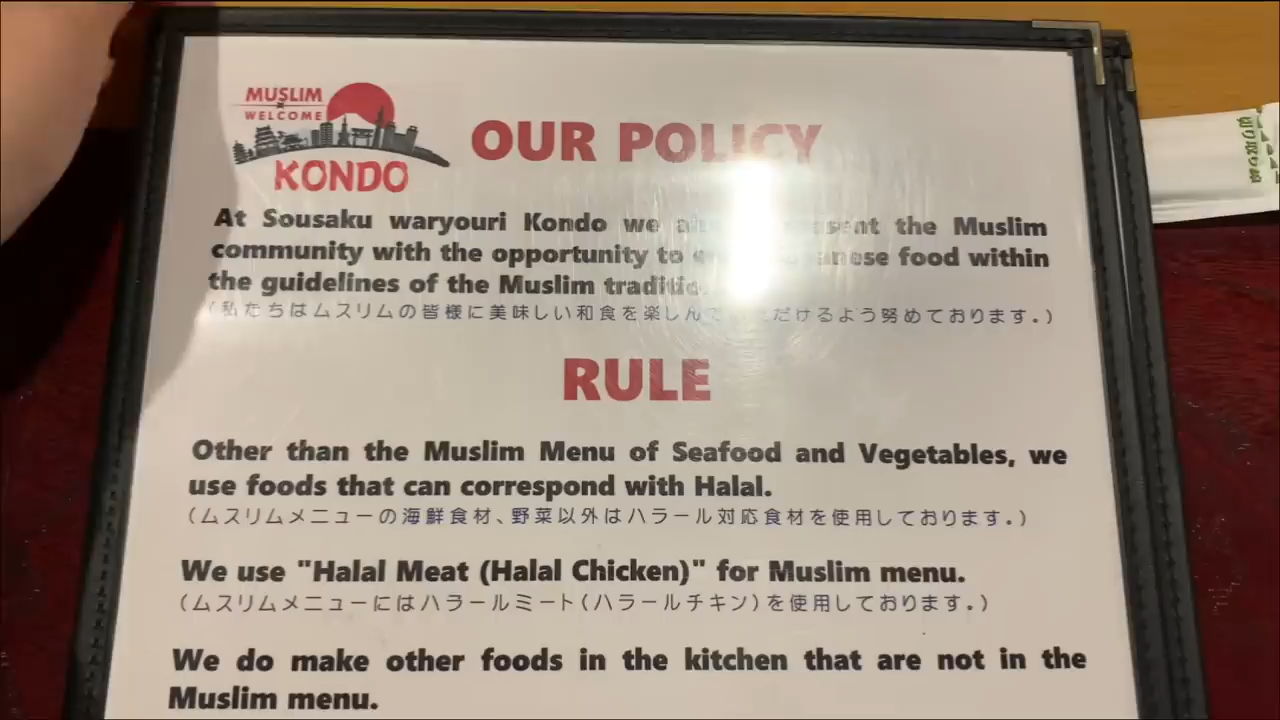 MUSLIM
WELCOME
KONDO
OUR POLICY
At Sousaku waryouri Kondo we the Muslim
community with the opportunity to food within
the guidelines of the Muslim
(私たちはムスリムの皆様に美味しい和食を楽しんで だけるよう努めております.)
RULE
Other than the Muslim Menu of Seafood and Vegetables, we
use foods that can correspond with Halal.
(ムスリムメニューの海鮮食材、野菜以外はハラール対応食材を使用しております.)
We use "Halal Meat (Halal Chicken)" for Muslim menu.
(ムスリムメニューにはハラールミート(ハラールチキン)を使用しております.)
We do make other foods in the kitchen that are not in the
Muslim menu.